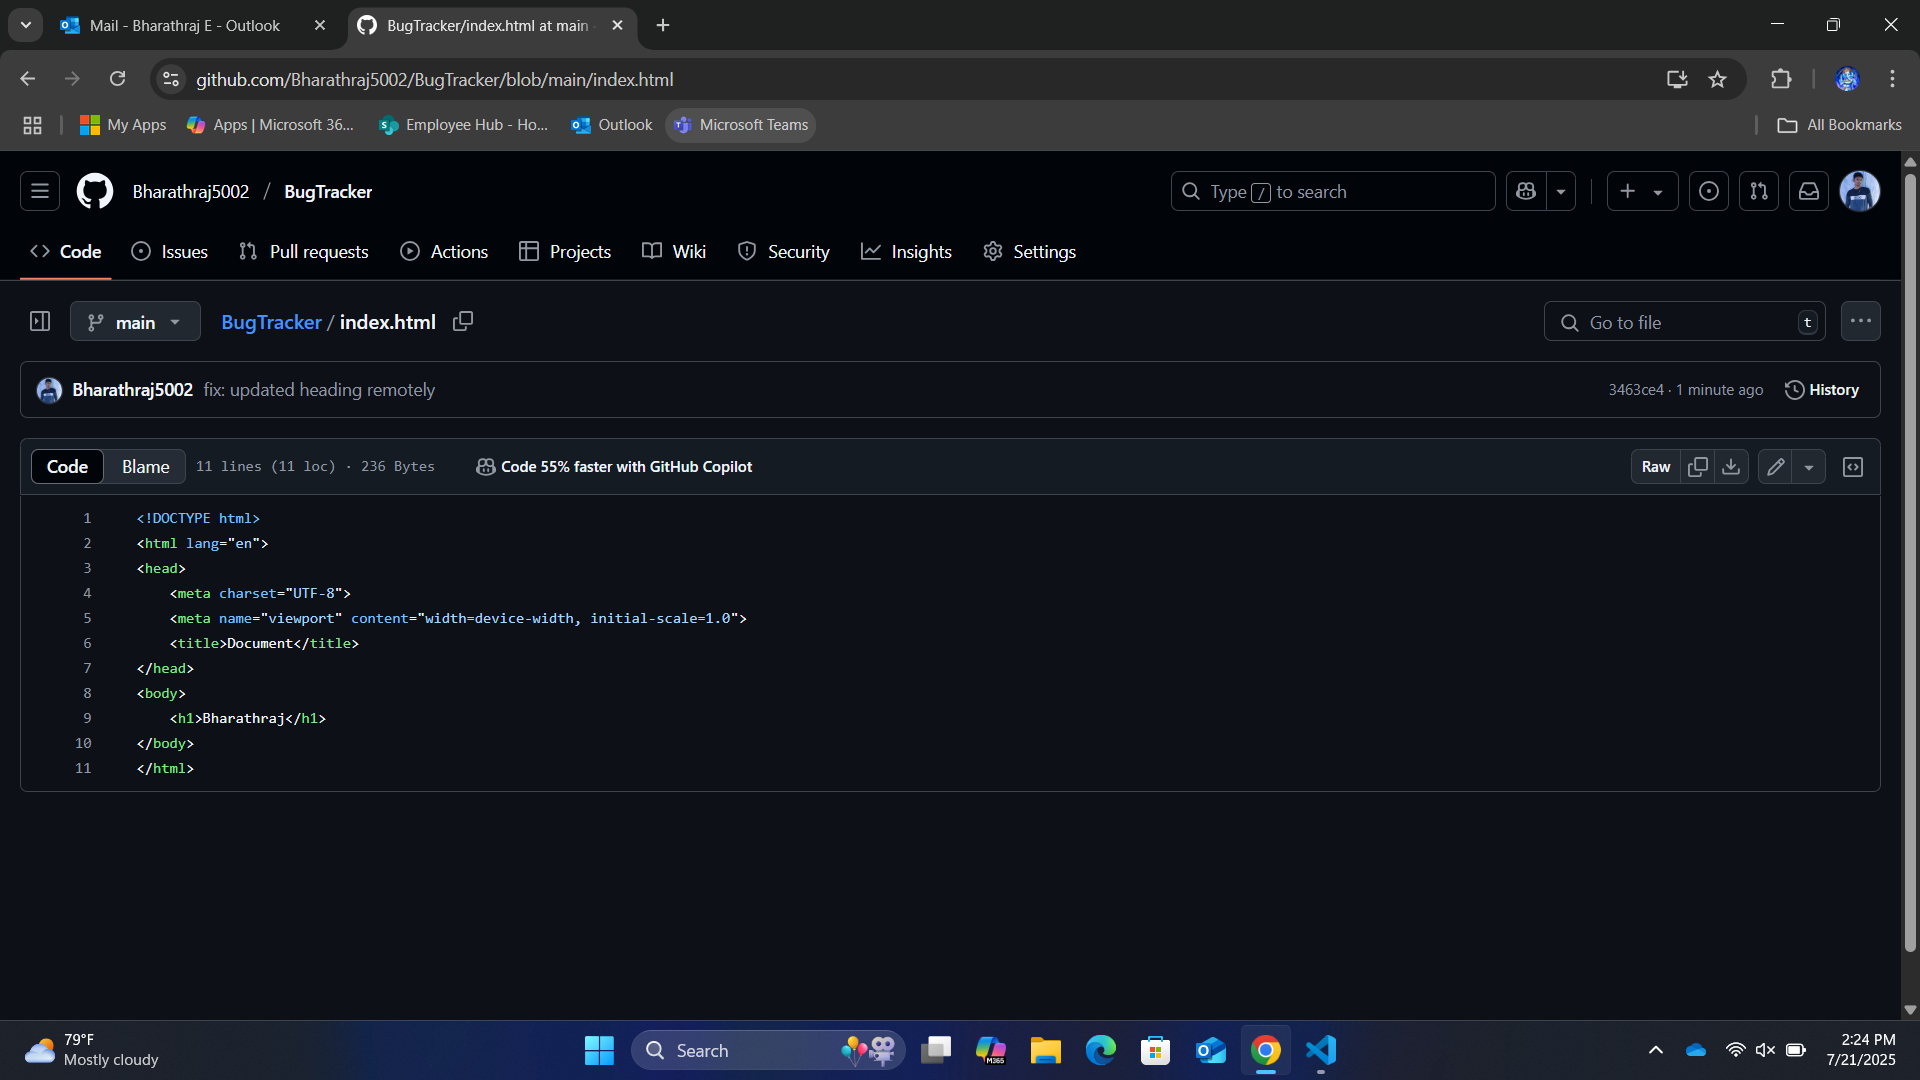 Mail - Bharathraj E - Outlook
BugTracker/index.html at main
github.com/Bharathraj5002/BugTracker/blob/main/index.html
My Apps
Apps | Microsoft 36...
Employee Hub - Ho...
Outlook
Microsoft Teams
All Bookmarks
Bharathraj5002 / BugTracker
Type / to search
Code
Issues
Pull requests
Actions
Projects
Wiki
Security
Insights
Settings
main
BugTracker / index.html
Go to file
t
Bharathraj5002 fix: updated heading remotely
3463ce4 · 1 minute ago
History
Code
Blame
11 lines (11 loc) · 236 Bytes
Code 55% faster with GitHub Copilot
Raw
1 <!DOCTYPE html>
2 <html lang="en">
3 <head>
4     <meta charset="UTF-8">
5     <meta name="viewport" content="width=device-width, initial-scale=1.0">
6     <title>Document</title>
7 </head>
8 <body>
9     <h1>Bharathraj</h1>
10 </body>
11 </html>
79°F
Mostly cloudy
Search
M365
2:24 PM
7/21/2025